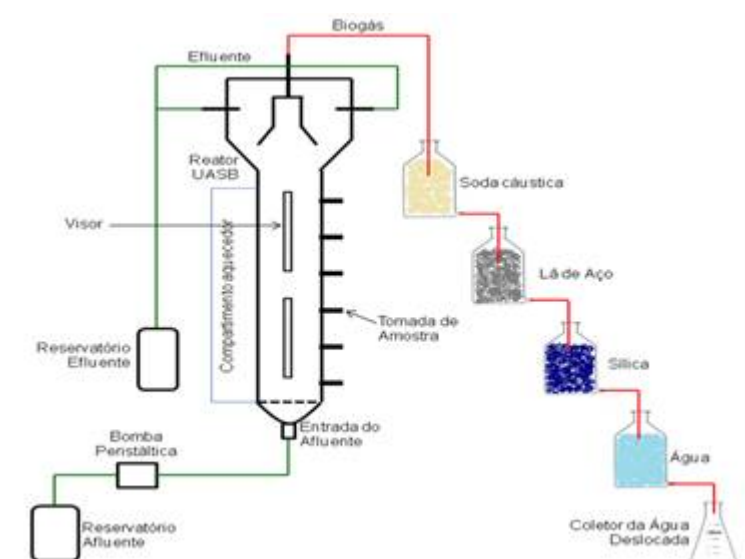 Biogás
Efluente
Reator
UASB
Soda cáustica
Visor
Compartimento aquecedor
Lã de Aço
Tomada de
Amostra
Reservatório
Efluente
Sílica
Entrada do
Afluente
Bomba
Peristáltica
Água
Reservatório
Afluente
Coletor da Água
Deslocada